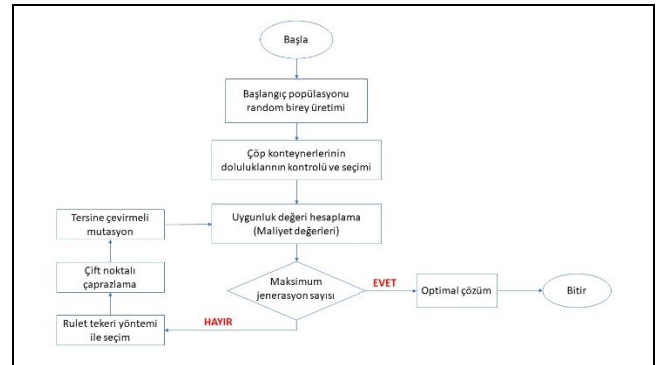 Başla
Başlangıç popülasyonu
random birey üretimi
Çöp konteynerlerinin
doluluklarının kontrolü ve seçimi
Uygunluk değeri hesaplama
(Maliyet değerleri)
Maksimum
jenerasyon sayısı
EVET
Optimal çözüm
Bitir
HAYIR
Rulet tekeri yöntemi
ile seçim
Çift noktalı
çaprazlama
Tersine çevirmeli
mutasyon